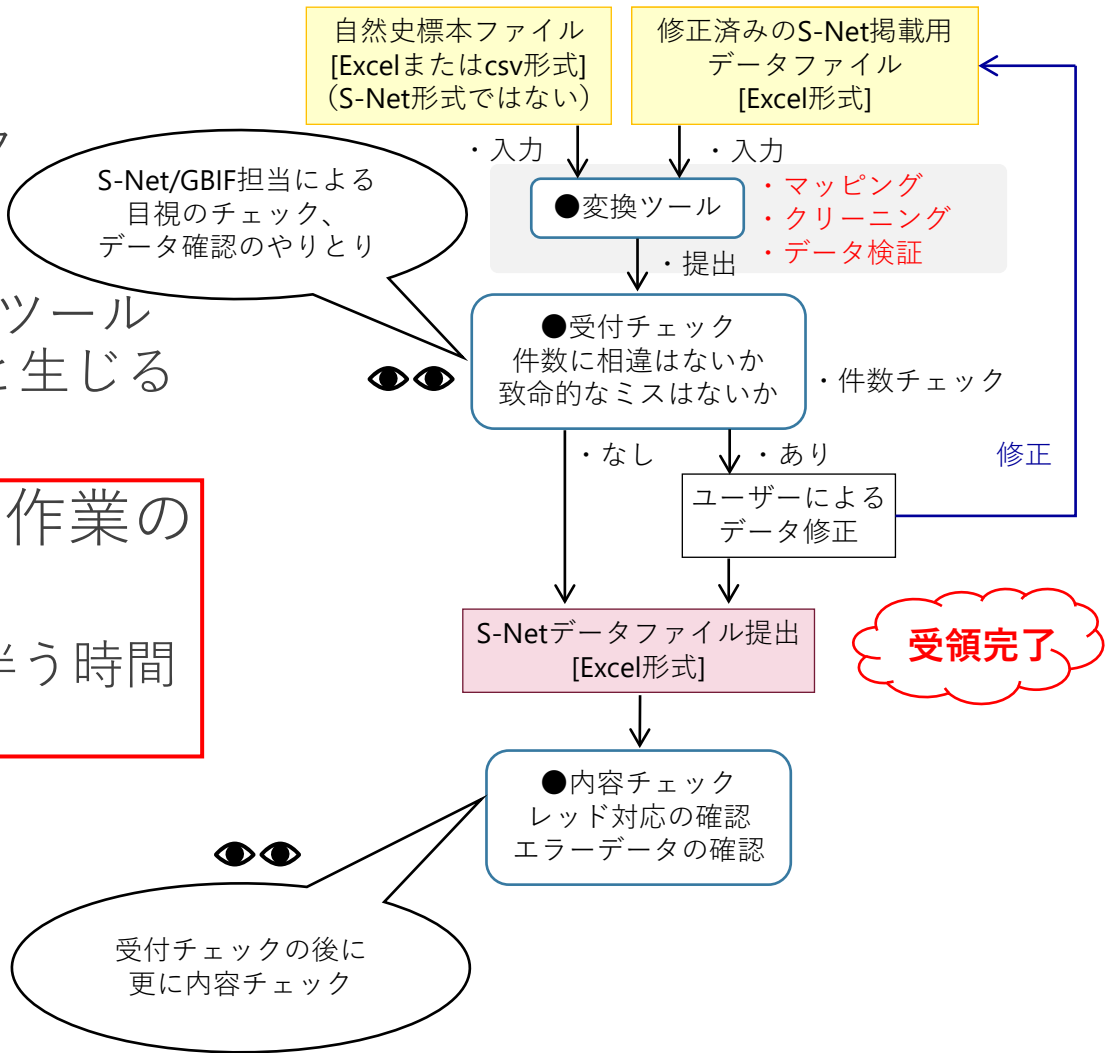 自然史標本ファイル
[Excelまたはcsv形式]
（S-Net形式ではない）
修正済みのS-Net掲載用
データファイル
[Excel形式]
・入力
・入力
S-Net/GBIF担当による
目視のチェック、
データ確認のやりとり
●変換ツール
・マッピング
・クリーニング
・データ検証
・提出
ツール
と生じる
●受付チェック
件数に相違はないか
致命的なミスはないか
・件数チェック
・なし
・あり
修正
作業の
伴う時間
ユーザーによる
データ修正
S-Netデータファイル提出
[Excel形式]
受領完了
●内容チェック
レッド対応の確認
エラーデータの確認
受付チェックの後に
更に内容チェック